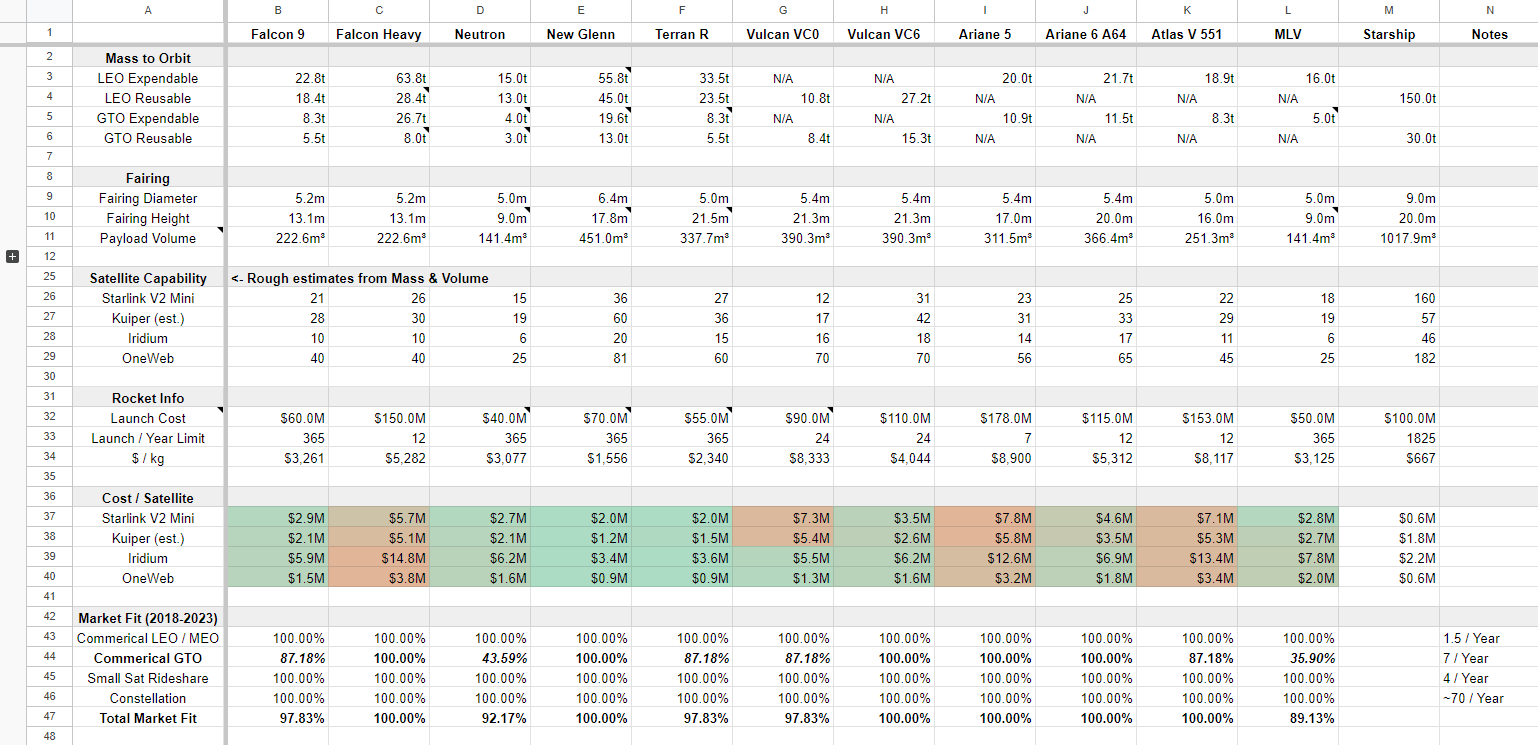 A B C D E F G H I J K L M N
1 Falcon 9 Falcon Heavy Neutron New Glenn Terran R Vulcan VC0 Vulcan VC6 Ariane 5 Ariane 6 A64 Atlas V 551 MLV Starship Notes
2 Mass to Orbit
3 LEO Expendable 22.8t 63.8t 15.0t 55.8t 33.5t N/A N/A 20.0t 21.7t 18.9t 16.0t
4 LEO Reusable 18.4t 28.4t 13.0t 45.0t 23.5t 10.8t 27.2t N/A N/A N/A N/A 150.0t
5 GTO Expendable 8.3t 26.7t 4.0t 19.6t 8.3t N/A N/A 10.9t 11.5t 8.3t 5.0t
6 GTO Reusable 5.5t 8.0t 3.0t 13.0t 5.5t 8.4t 15.3t N/A N/A N/A N/A 30.0t
7
8 Fairing
9 Fairing Diameter 5.2m 5.2m 5.0m 6.4m 5.0m 5.4m 5.4m 5.4m 5.4m 5.0m 5.0m 9.0m
10 Fairing Height 13.1m 13.1m 9.0m 17.8m 21.5m 21.3m 21.3m 17.0m 20.0m 16.0m 9.0m 20.0m
11 Payload Volume 222.6m³ 222.6m³ 141.4m³ 451.0m³ 337.7m³ 390.3m³ 390.3m³ 311.5m³ 366.4m³ 251.3m³ 141.4m³ 1017.9m³
12
25 Satellite Capability <- Rough estimates from Mass & Volume
26 Starlink V2 Mini 21 26 15 36 27 12 31 23 25 22 18 160
27 Kuiper (est.) 28 30 19 60 36 17 42 31 33 29 19 57
28 Iridium 10 10 6 20 15 16 18 14 17 11 6 46
29 OneWeb 40 40 25 81 60 70 70 56 65 45 25 182
30
31 Rocket Info
32 Launch Cost $60.0M $150.0M $40.0M $70.0M $55.0M $90.0M $110.0M $178.0M $115.0M $153.0M $50.0M $100.0M
33 Launch / Year Limit 365 12 365 365 365 24 24 7 12 12 365 1825
34 $ / kg $3,261 $5,282 $3,077 $1,556 $2,340 $8,333 $4,044 $8,900 $5,312 $8,117 $3,125 $667
35
36 Cost / Satellite
37 Starlink V2 Mini $2.9M $5.7M $2.7M $2.0M $2.0M $7.3M $3.5M $7.8M $4.6M $7.1M $2.8M $0.6M
38 Kuiper (est.) $2.1M $5.1M $2.1M $1.2M $1.5M $5.4M $2.6M $5.8M $3.5M $5.3M $2.7M $1.8M
39 Iridium $5.9M $14.8M $6.2M $3.4M $3.6M $5.5M $6.2M $12.6M $6.9M $13.4M $7.8M $2.2M
40 OneWeb $1.5M $3.8M $1.6M $0.9M $0.9M $1.3M $1.6M $3.2M $1.8M $3.4M $2.0M $0.6M
41
42 Market Fit (2018-2023)
43 Commerical LEO / MEO 100.00% 100.00% 100.00% 100.00% 100.00% 100.00% 100.00% 100.00% 100.00% 100.00% 100.00% 1.5 / Year
44 Commerical GTO 87.18% 100.00% 43.59% 100.00% 87.18% 87.18% 100.00% 100.00% 100.00% 87.18% 35.90% 7 / Year
45 Small Sat Rideshare 100.00% 100.00% 100.00% 100.00% 100.00% 100.00% 100.00% 100.00% 100.00% 100.00% 100.00% 4 / Year
46 Constellation 100.00% 100.00% 100.00% 100.00% 100.00% 100.00% 100.00% 100.00% 100.00% 100.00% 100.00% ~70 / Year
47 Total Market Fit 97.83% 100.00% 92.17% 100.00% 97.83% 97.83% 100.00% 100.00% 100.00% 100.00% 89.13%
48